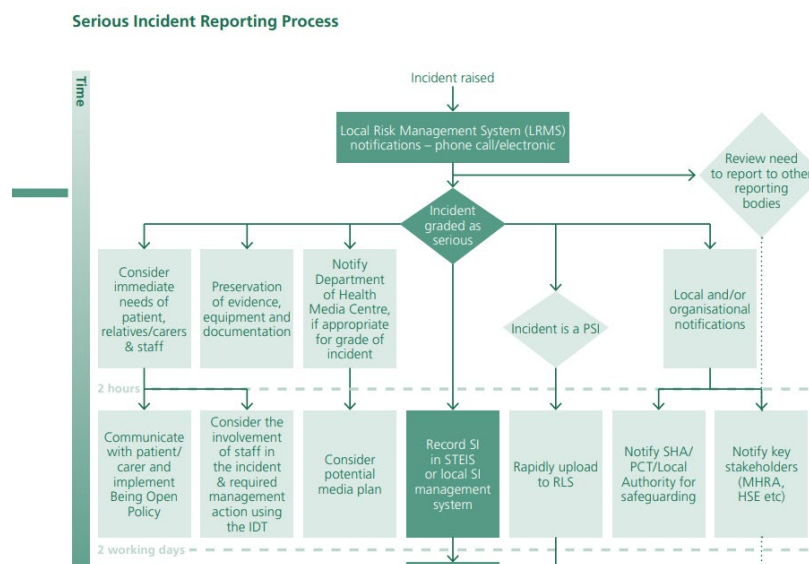 Serious Incident Reporting Process
Time
Incident raised
Local Risk Management System (LRMS)
notifications – phone call/electronic
Review need
to report to other
reporting
bodies
Incident
graded as
serious
Consider
immediate
needs of
patient,
relatives/carers
& staff
Preservation
of evidence,
equipment and
documentation
Notify
Department
of Health
Media Centre,
if appropriate
for grade of
incident
Incident is a PSI
Local and/or
organisational
notifications
2 hours
Communicate
with patient/
carer and
implement
Being Open
Policy
Consider the
involvement
of staff in
the incident
& required
management
action using
the IDT
Consider
potential
media plan
Record SI
in STEIS
or local SI
management
system
Rapidly upload
to RLS
Notify SHA/
PCT/Local
Authority for
safeguarding
Notify key
stakeholders
(MHRA,
HSE etc)
2 working days